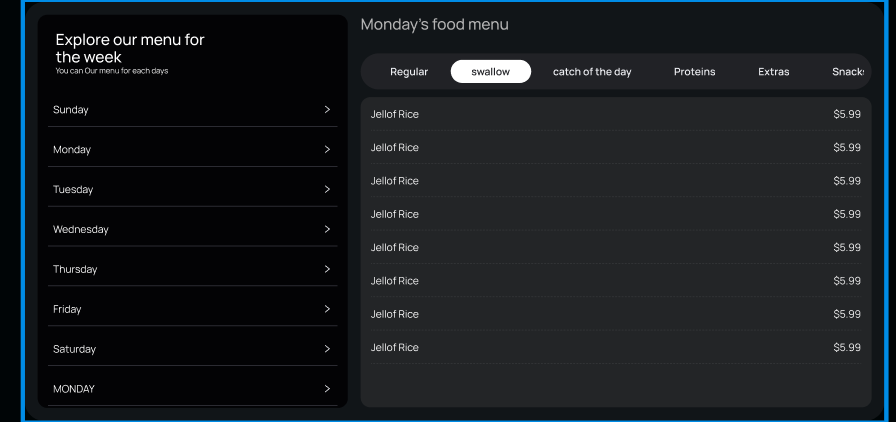 Explore our menu for
the week
You can Our menu for each days
Sunday
Monday
Tuesday
Wednesday
Thursday
Friday
Saturday
MONDAY
Monday's food menu
Regular swallow catch of the day Proteins Extras Snack
Jellof Rice $5.99
Jellof Rice $5.99
Jellof Rice $5.99
Jellof Rice $5.99
Jellof Rice $5.99
Jellof Rice $5.99
Jellof Rice $5.99
Jellof Rice $5.99